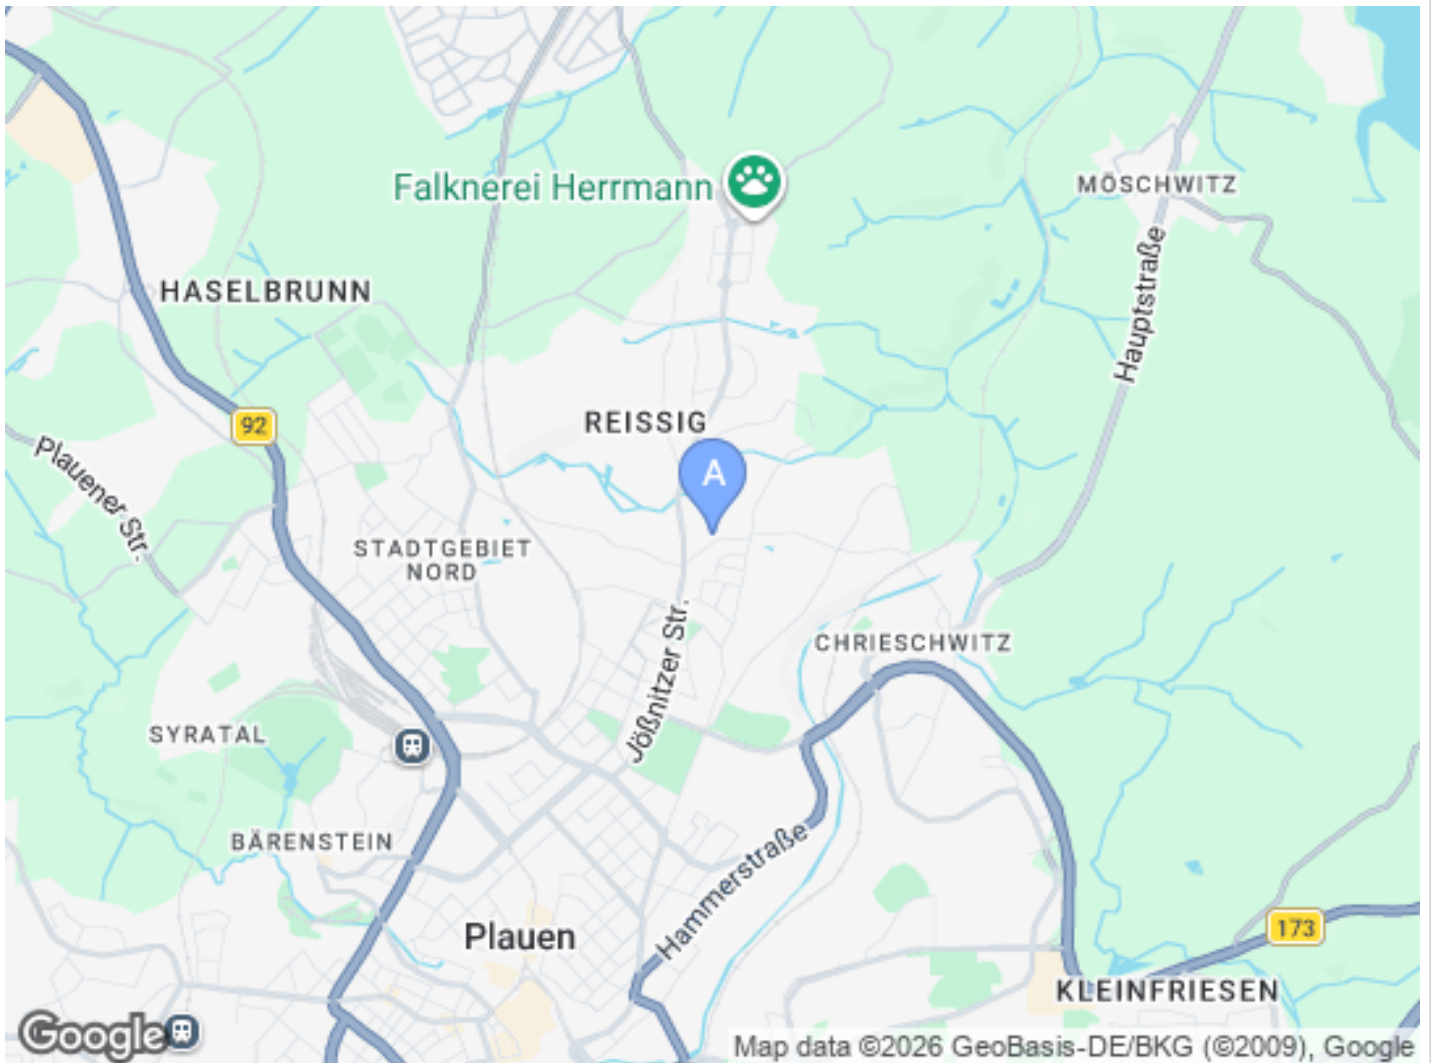 Falknerei Herrmann
MÖSCHWITZ
HASELBRUNN
Hauptstraße
REISSIG
92
Plauener Str.
A
STADTGEBIET
NORD
Jößnitzer Str.
CHRIESCHWITZ
SYRATAL
BÄRENSTEIN
Hammerstraße
Plauen
173
KLEINFRIESEN
Google
Map data ©2026 GeoBasis-DE/BKG (©2009), Google